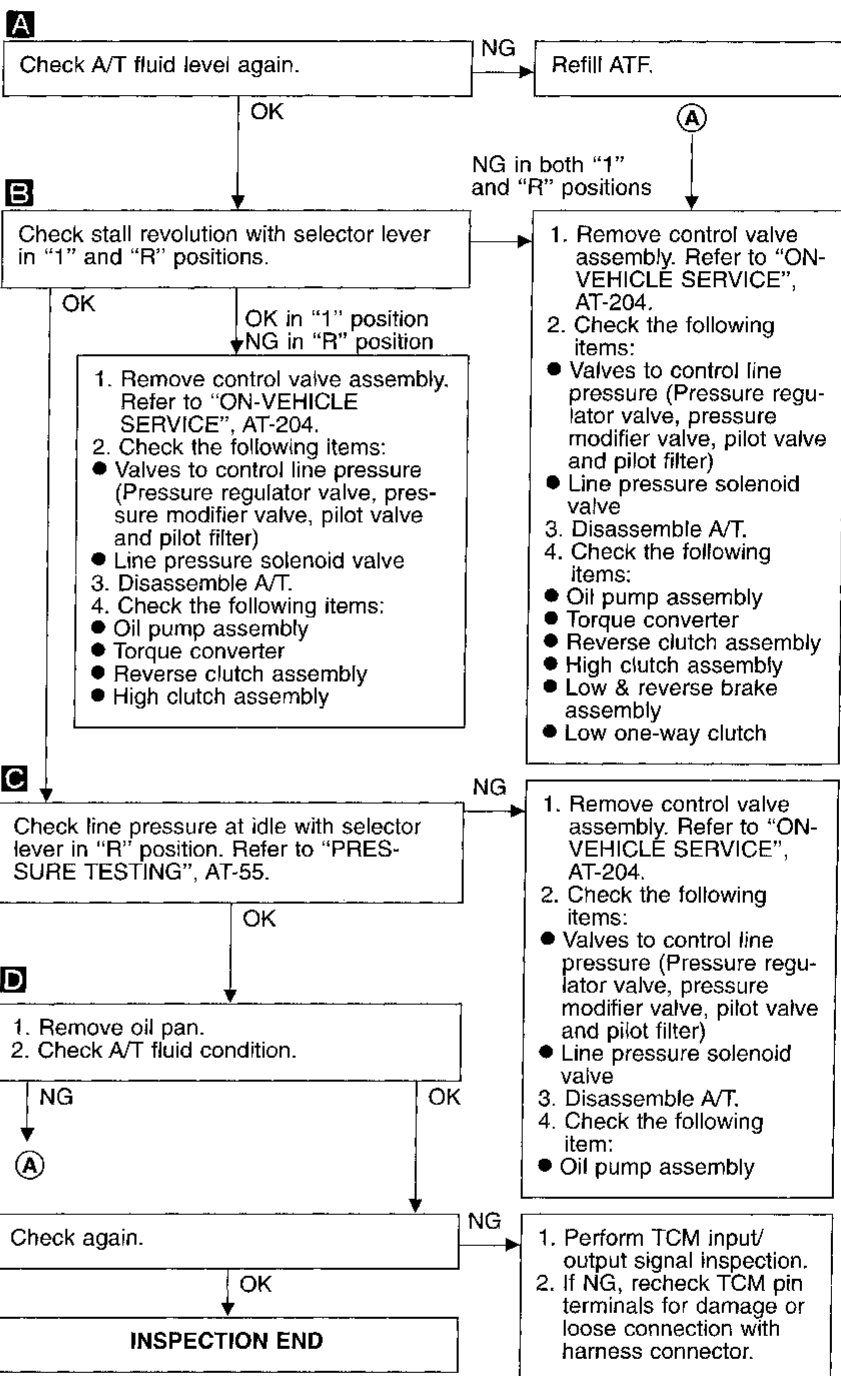 A
Check A/T fluid level again.
NG
Refill ATF.
OK
A
NG in both “1”
and “R” positions
B
Check stall revolution with selector lever
in “1” and “R” positions.
1. Remove control valve
assembly. Refer to “ON-
VEHICLE SERVICE”,
AT-204.
2. Check the following
items:
● Valves to control line
pressure (Pressure regu-
lator valve, pressure
modifier valve, pilot valve
and pilot filter)
● Line pressure solenoid
valve
3. Disassemble A/T.
4. Check the following
items:
● Oil pump assembly
● Torque converter
● Reverse clutch assembly
● High clutch assembly
● Low & reverse brake
assembly
● Low one-way clutch
OK
OK in “1” position
NG in “R” position
1. Remove control valve assembly.
Refer to “ON-VEHICLE
SERVICE”, AT-204.
2. Check the following items:
● Valves to control line pressure
(Pressure regulator valve, pres-
sure modifier valve, pilot valve
and pilot filter)
● Line pressure solenoid valve
3. Disassemble A/T.
4. Check the following items:
● Oil pump assembly
● Torque converter
● Reverse clutch assembly
● High clutch assembly
C
Check line pressure at idle with selector
lever in “R” position. Refer to “PRES-
SURE TESTING”, AT-55.
NG
1. Remove control valve
assembly. Refer to “ON-
VEHICLE SERVICE”,
AT-204.
2. Check the following
items:
● Valves to control line
pressure (Pressure regu-
lator valve, pressure
modifier valve, pilot valve
and pilot filter)
● Line pressure solenoid
valve
3. Disassemble A/T.
4. Check the following
item:
● Oil pump assembly
OK
D
1. Remove oil pan.
2. Check A/T fluid condition.
NG
OK
A
Check again.
NG
1. Perform TCM input/
output signal inspection.
2. If NG, recheck TCM pin
terminals for damage or
loose connection with
harness connector.
OK
INSPECTION END